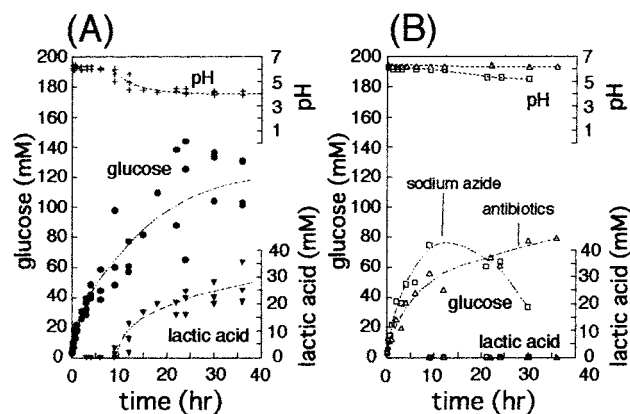 (A)
(B)
200
180
160
140
120
100
80
60
40
20
0
glucose (mM)
pH
7
5
3
1
pH
glucose
lactic acid
40
30
20
10
0
lactic acid (mM)
0
10
20
30
40
time (hr)
200
180
160
140
120
100
80
60
40
20
0
glucose (mM)
pH
7
5
3
1
pH
sodium azide
antibiotics
glucose
lactic acid
40
30
20
10
0
lactic acid (mM)
0
10
20
30
40
time (hr)